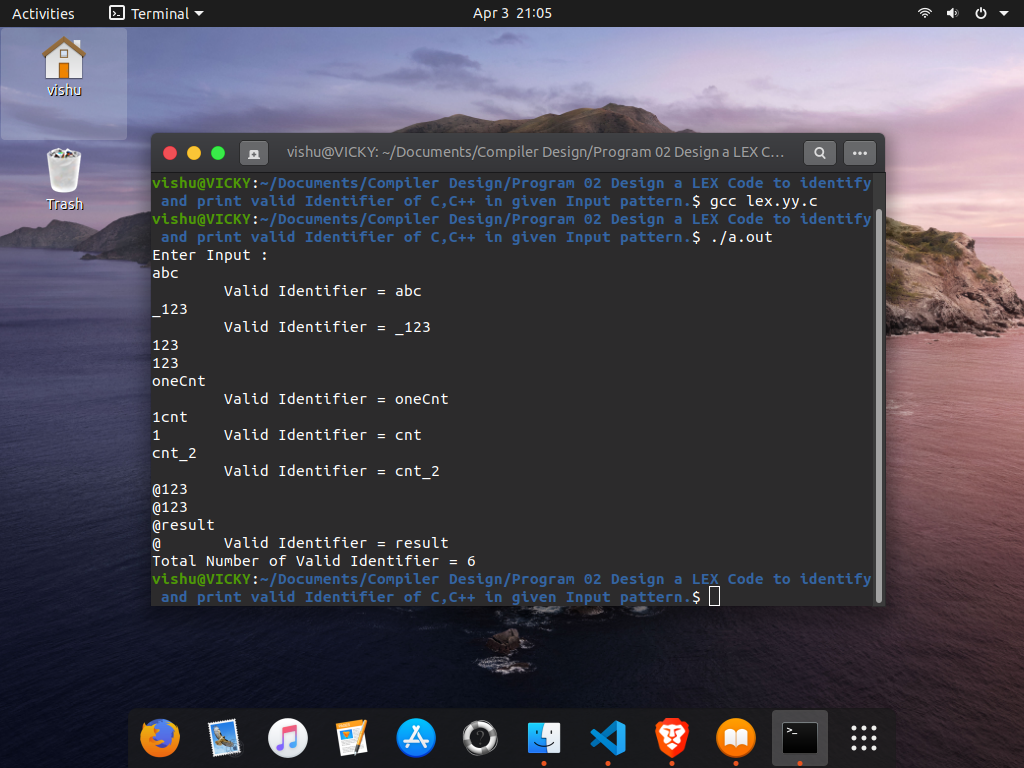 Activities Terminal Apr 3 21:05
vishu
Trash
vishu@VICKY: ~/Documents/Compiler Design/Program 02 Design a LEX C...
vishu@VICKY:~/Documents/Compiler Design/Program 02 Design a LEX Code to identify
and print valid Identifier of C,C++ in given Input pattern.$ gcc lex.yy.c
vishu@VICKY:~/Documents/Compiler Design/Program 02 Design a LEX Code to identify
and print valid Identifier of C,C++ in given Input pattern.$ ./a.out
Enter Input :
abc
Valid Identifier = abc
_123
Valid Identifier = _123
123
123
oneCnt
Valid Identifier = oneCnt
1cnt
1 Valid Identifier = cnt
cnt_2
Valid Identifier = cnt_2
@123
@123
@result
@ Valid Identifier = result
Total Number of Valid Identifier = 6
vishu@VICKY:~/Documents/Compiler Design/Program 02 Design a LEX Code to identify
and print valid Identifier of C,C++ in given Input pattern.$